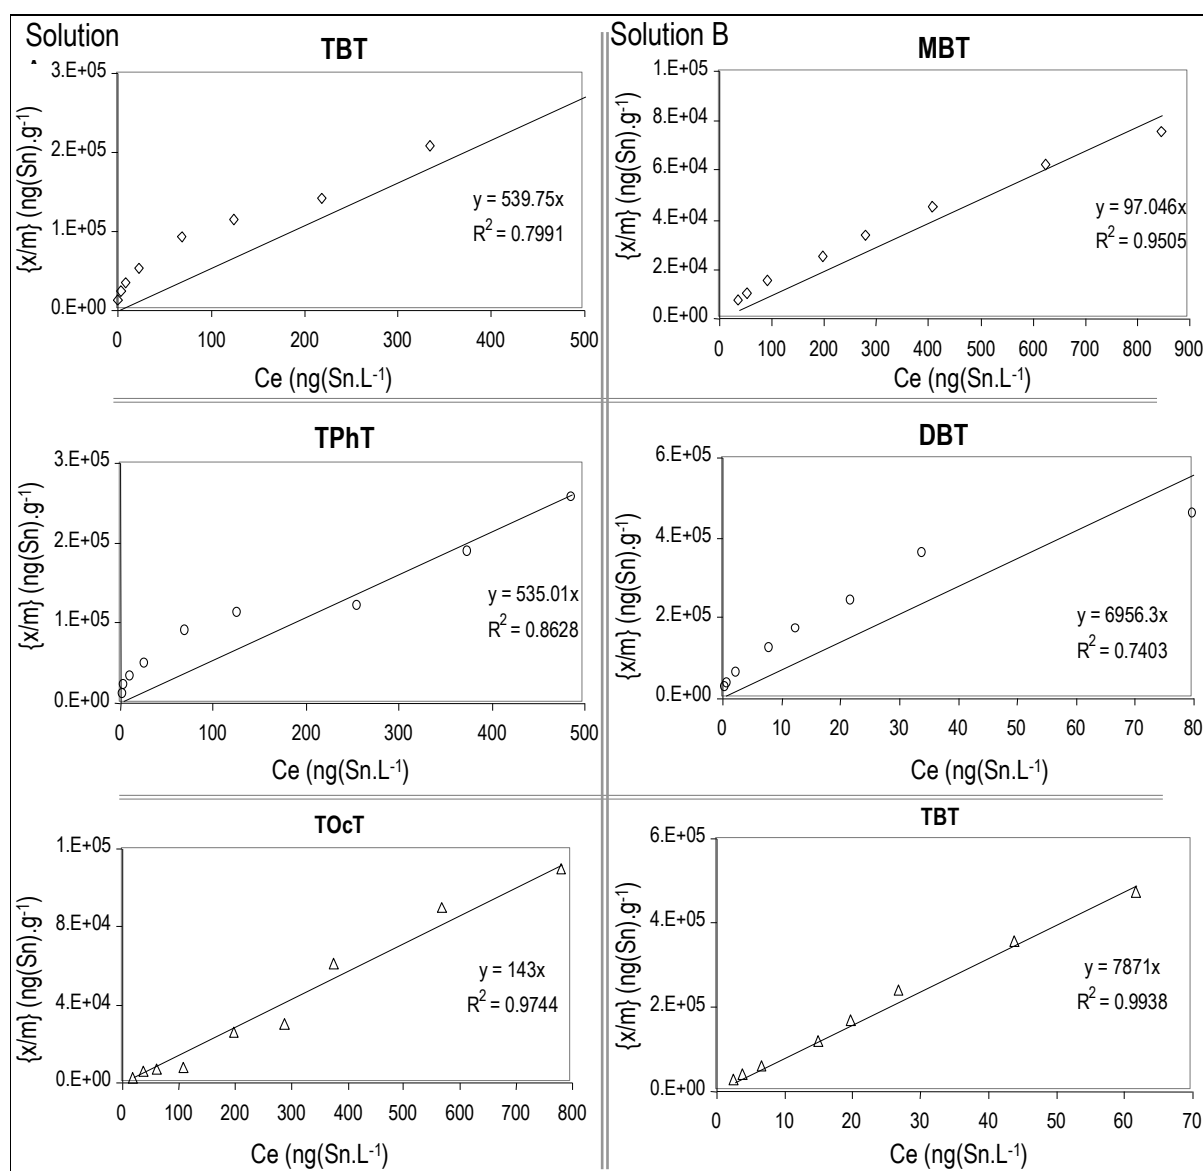 Solution
TBT
3.E+05
2.E+05
1.E+05
0.E+00
{x/m} (ng(Sn).g-1)
y = 539.75x
R2 = 0.7991
0 100 200 300 400 500
Ce (ng(Sn.L-1)
Solution B
MBT
1.E+05
8.E+04
6.E+04
4.E+04
2.E+04
0.E+00
{x/m} (ng(Sn).g-1)
y = 97.046x
R2 = 0.9505
0 100 200 300 400 500 600 700 800 900
Ce (ng(Sn.L-1)
TPhT
3.E+05
2.E+05
1.E+05
0.E+00
{x/m} (ng(Sn).g-1)
y = 535.01x
R2 = 0.8628
0 100 200 300 400 500
Ce (ng(Sn.L-1)
DBT
6.E+05
4.E+05
2.E+05
0.E+00
{x/m} (ng(Sn).g-1)
y = 6956.3x
R2 = 0.7403
0 10 20 30 40 50 60 70 80
Ce (ng(Sn.L-1)
TOcT
1.E+05
8.E+04
4.E+04
0.E+00
{x/m} (ng(Sn).g-1)
y = 143x
R2 = 0.9744
0 100 200 300 400 500 600 700 800
Ce (ng(Sn.L-1)
TBT
6.E+05
4.E+05
2.E+05
0.E+00
{x/m} (ng(Sn).g-1)
y = 7871x
R2 = 0.9938
0 10 20 30 40 50 60 70
Ce (ng(Sn.L-1)